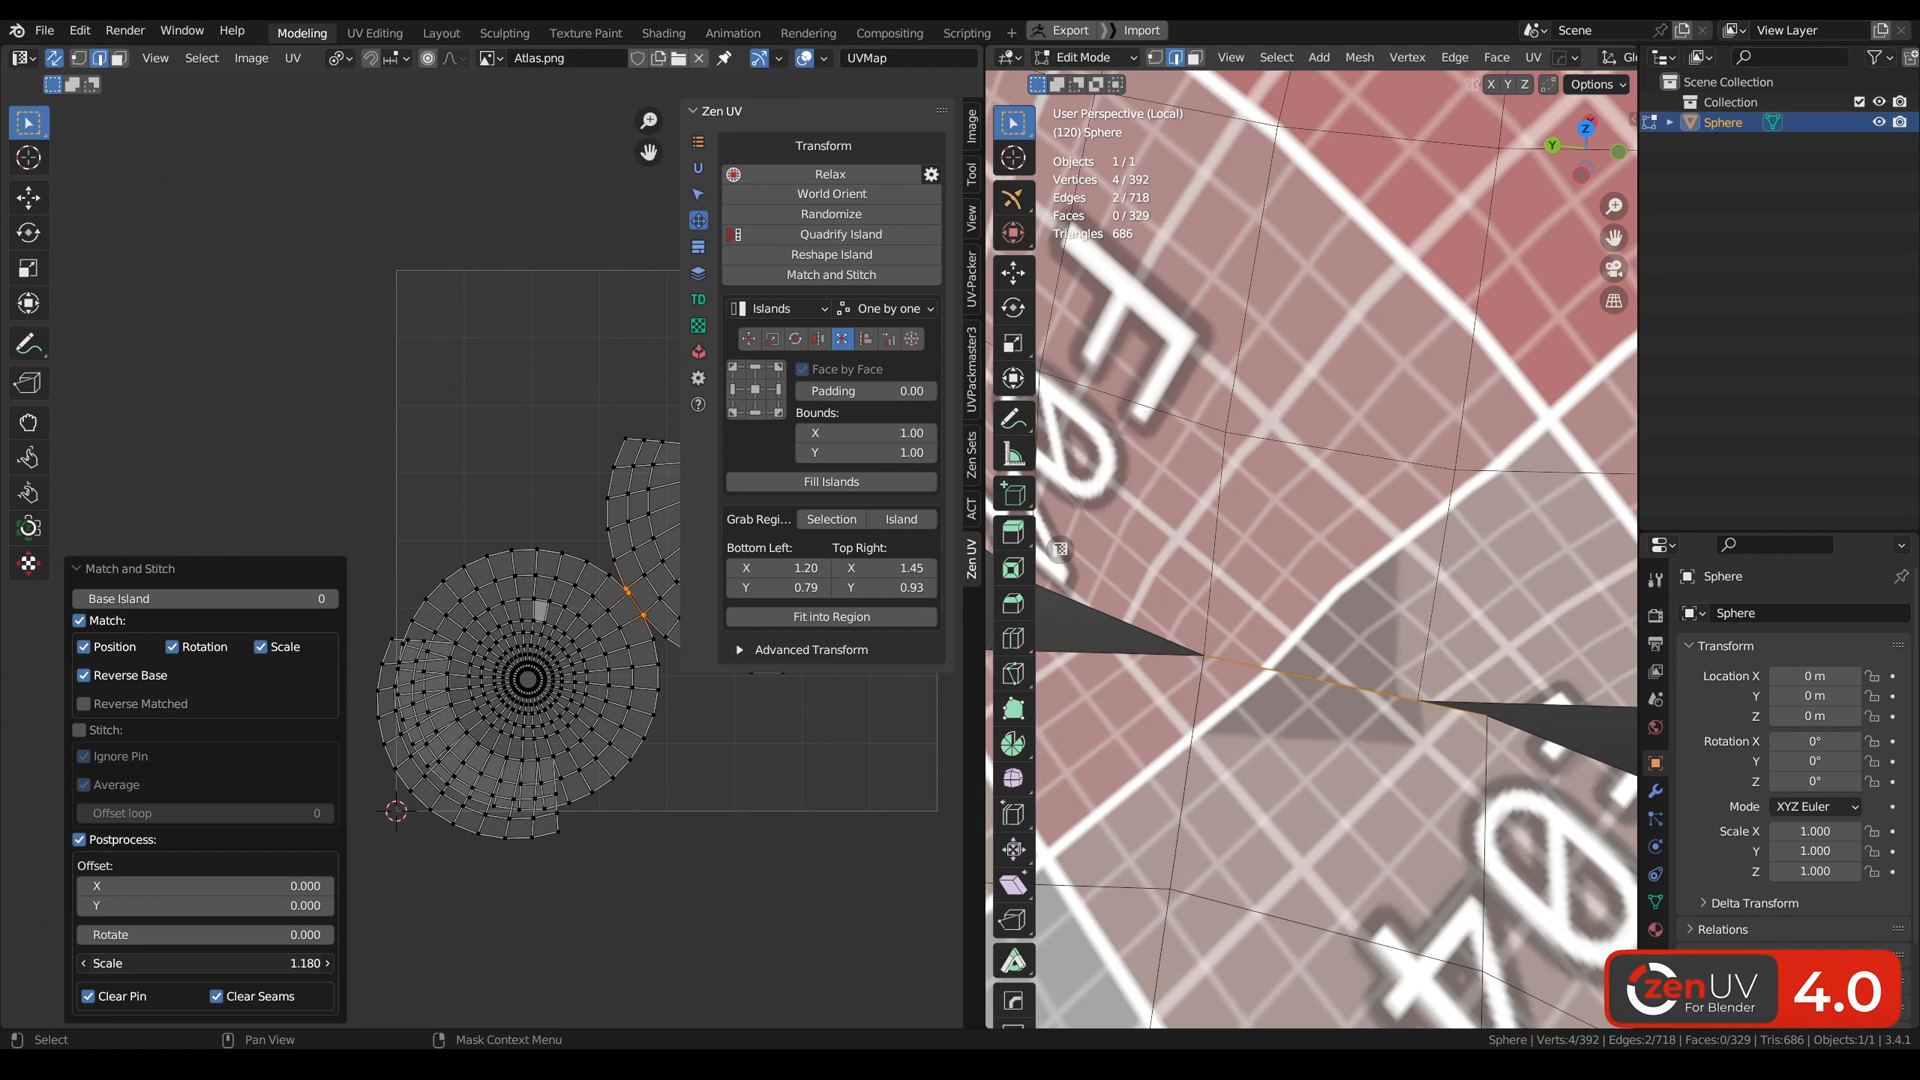 File Edit Render Window Help Modeling UV Editing Layout Sculpting Texture Paint Shading Animation Rendering Compositing Scripting + Export Import Scene View Layer
View Select Image UV Atlas.png UVMap
Edit Mode View Select Add Mesh Vertex Edge Face UV Gl
X Y Z Options
Scene Collection
Collection
Sphere
Zen UV
Transform
Relax
World Orient
Randomize
Quadrify Island
Reshape Island
Match and Stitch
Islands One by one
Face by Face
Padding 0.00
Bounds:
X 1.00
Y 1.00
Fill Islands
Grab Regi... Selection Island
Bottom Left: Top Right:
X 1.20 X 1.45
Y 0.79 Y 0.93
Fit into Region
Advanced Transform
TD
Image
Tool
View
UV-Packer
UVPackmaster3
Zen Sets
ACT
Zen UV
User Perspective (Local)
(120) Sphere
Objects 1 / 1
Vertices 4 / 392
Edges 2 / 718
Faces 0 / 329
Triangles 686
Z
Y
Match and Stitch
Base Island 0
Match:
Position Rotation Scale
Reverse Base
Reverse Matched
Stitch:
Ignore Pin
Average
Offset loop 0
Postprocess:
Offset:
X 0.000
Y 0.000
Rotate 0.000
Scale 1.180
Clear Pin Clear Seams
Sphere
Sphere
Transform
Location X 0 m
Y 0 m
Z 0 m
Rotation X 0°
Y 0°
Z 0°
Mode XYZ Euler
Scale X 1.000
Y 1.000
Z 1.000
Delta Transform
Relations
zen UV
For Blender
4.0
Select Pan View Mask Context Menu Sphere | Verts:4/392 | Edges:2/718 | Faces:0/329 | Tris:686 | Objects:1/1 | 3.4.1